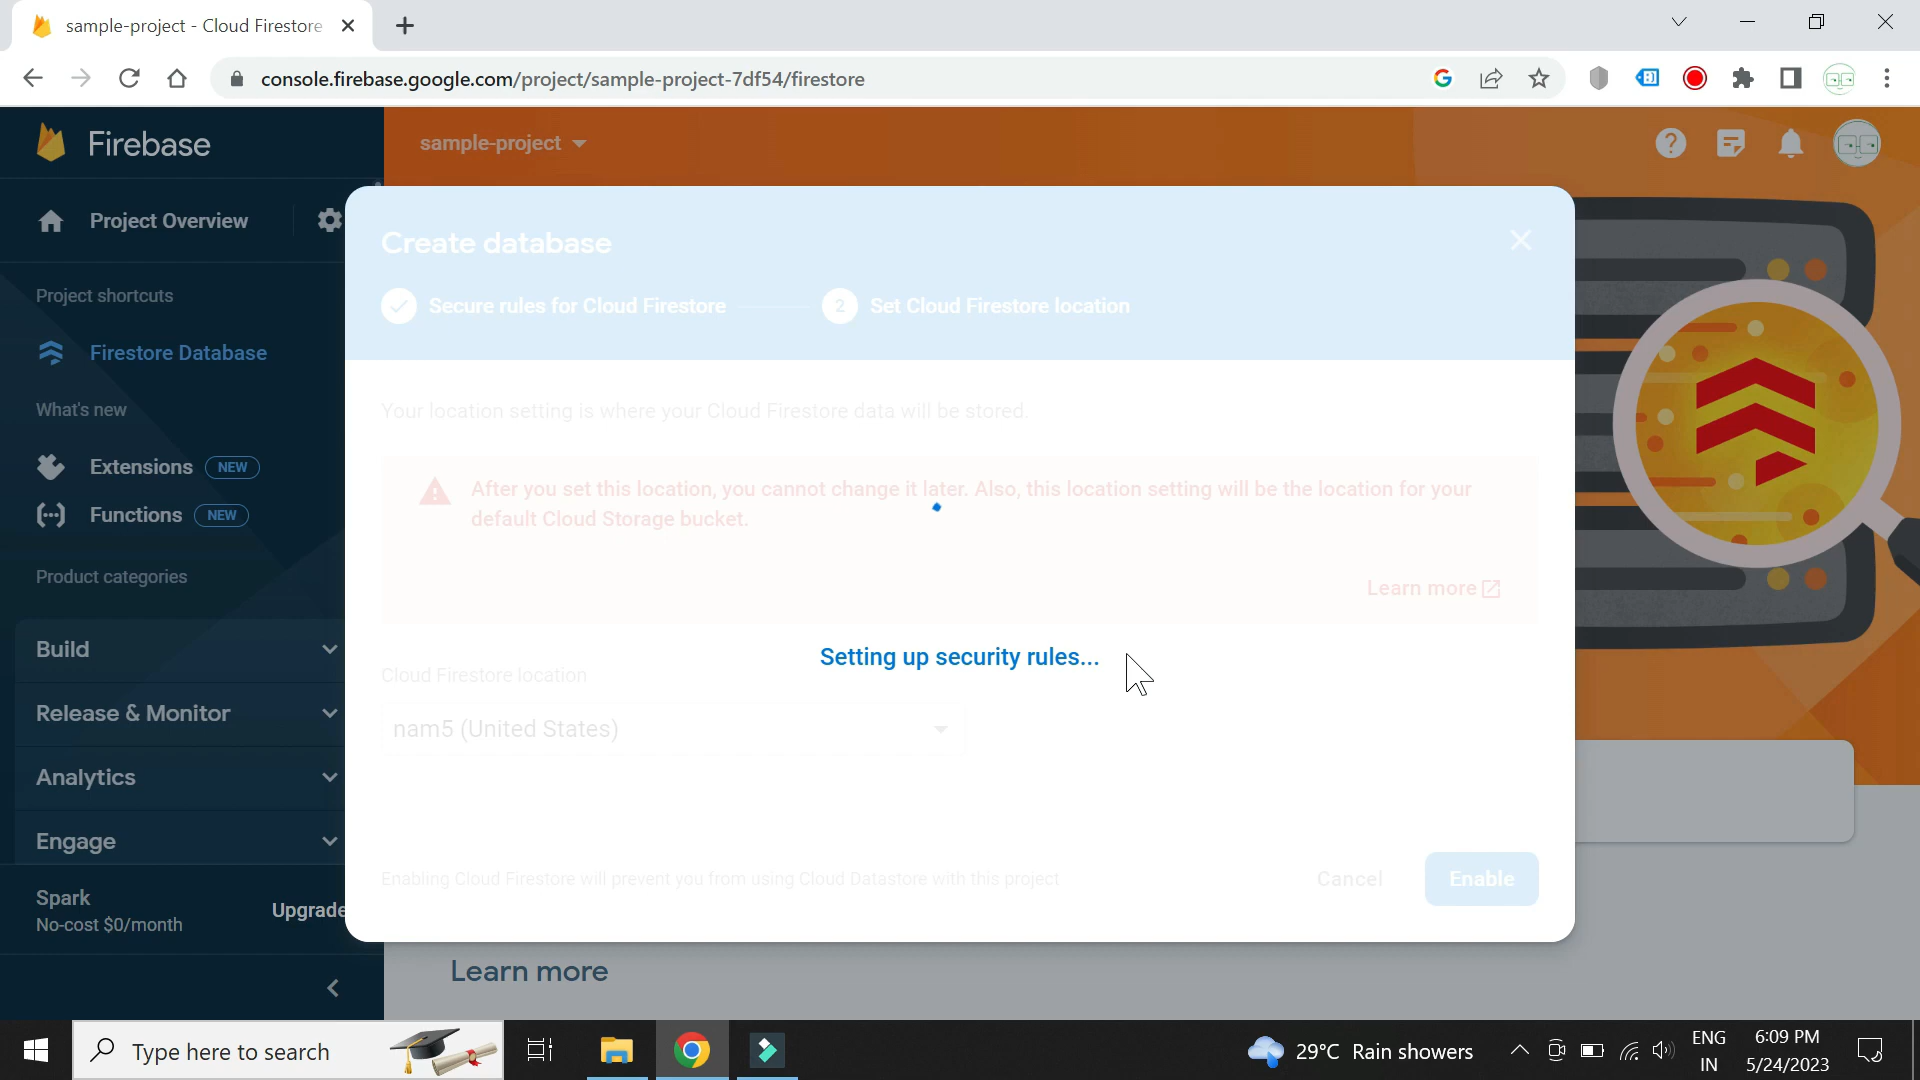 sample-project - Cloud Firestore
console.firebase.google.com/project/sample-project-7df54/firestore
Firebase
sample-project
Project Overview
Project shortcuts
Firestore Database
What's new
Extensions NEW
Functions NEW
Product categories
Build
Release & Monitor
Analytics
Engage
Spark
No-cost $0/month
Upgrade
Create database
Secure rules for Cloud Firestore
2 Set Cloud Firestore location
Your location setting is where your Cloud Firestore data will be stored.
After you set this location, you cannot change it later. Also, this location setting will be the location for your
default Cloud Storage bucket.
Learn more
Setting up security rules...
Cloud Firestore location
nam5 (United States)
Enabling Cloud Firestore will prevent you from using Cloud Datastore with this project
Cancel
Enable
Learn more
Type here to search
29°C Rain showers
ENG
IN
6:09 PM
5/24/2023